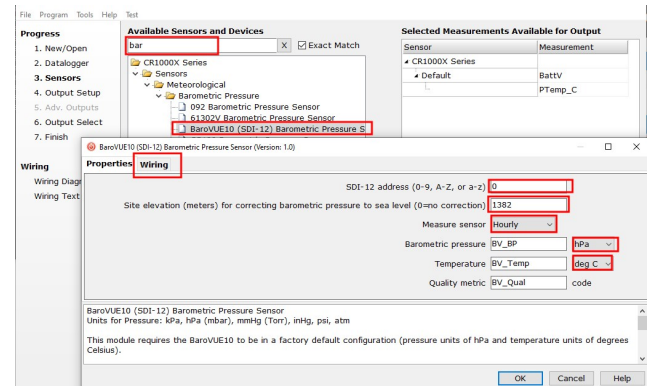 File Program Tools Help Test
Progress
1. New/Open
2. Datalogger
3. Sensors
4. Output Setup
5. Adv. Outputs
6. Output Select
7. Finish
Wiring
Wiring Diagr
Wiring Text
Available Sensors and Devices
bar X Exact Match
CR1000X Series
Sensors
Meteorological
Barometric Pressure
092 Barometric Pressure Sensor
61302V Barometric Pressure Sensor
BaroVUE10 (SDI-12) Barometric Pressure S
Selected Measurements Available for Output
Sensor Measurement
CR1000X Series
Default BattV
PTemp_C
BaroVUE10 (SDI-12) Barometric Pressure Sensor (Version: 1.0)
Properties Wiring
SDI-12 address (0-9, A-Z, or a-z) 0
Site elevation (meters) for correcting barometric pressure to sea level (0=no correction) 1382
Measure sensor Hourly
Barometric pressure BV_BP hPa
Temperature BV_Temp deg C
Quality metric BV_Qual code
BaroVUE10 (SDI-12) Barometric Pressure Sensor
Units for Pressure: kPa, hPa (mbar), mmHg (Torr), inHg, psi, atm
This module requires the BaroVUE10 to be in a factory default configuration (pressure units of hPa and temperature units of degrees
Celsius).
OK Cancel Help